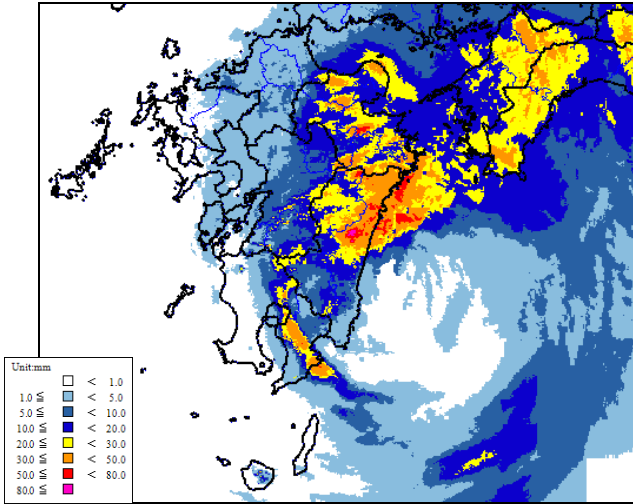 Unit:mm
< 1.0
1.0 ≦ < 5.0
5.0 ≦ < 10.0
10.0 ≦ < 20.0
20.0 ≦ < 30.0
30.0 ≦ < 50.0
50.0 ≦ < 80.0
80.0 ≦